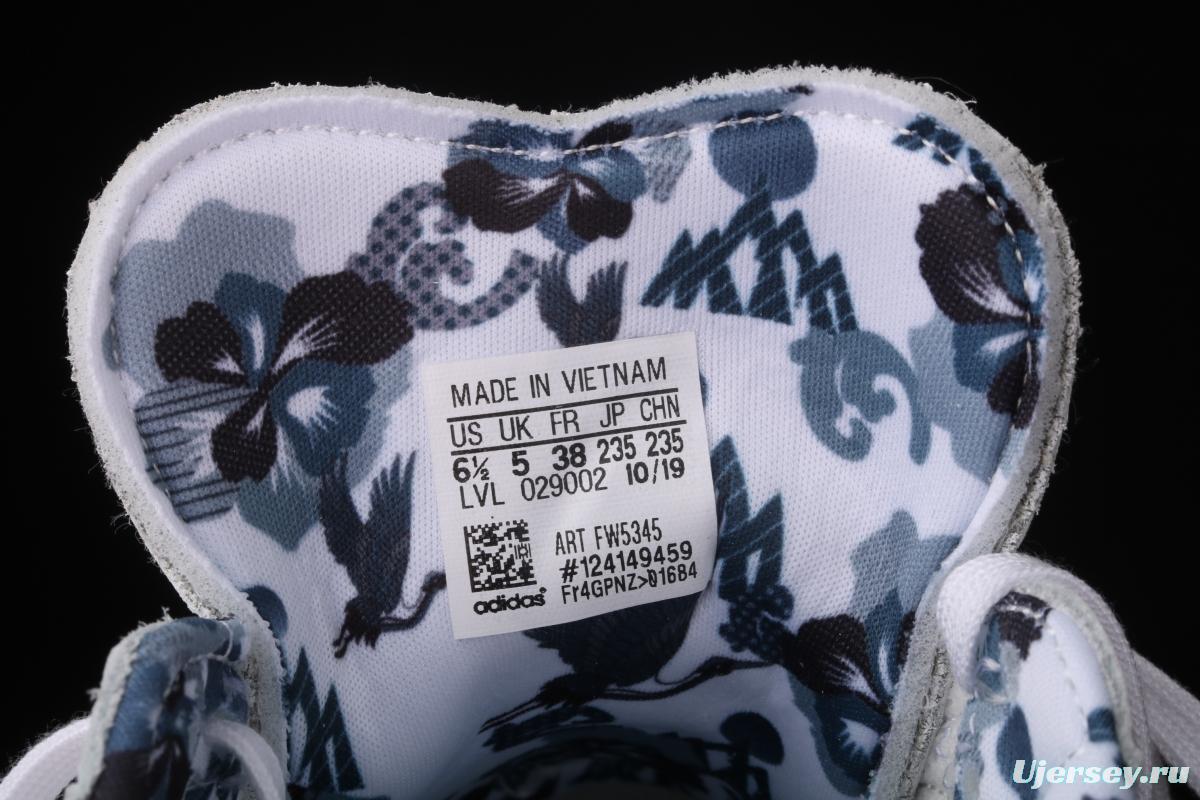 MADE IN VIETNAM
US UK FR JP CHN
6½ 5 38 235 235
LVL 029002 10/19
ART FW5345
#124149459
Fr4GPNZ>01684
adidas
Ujersey.ru